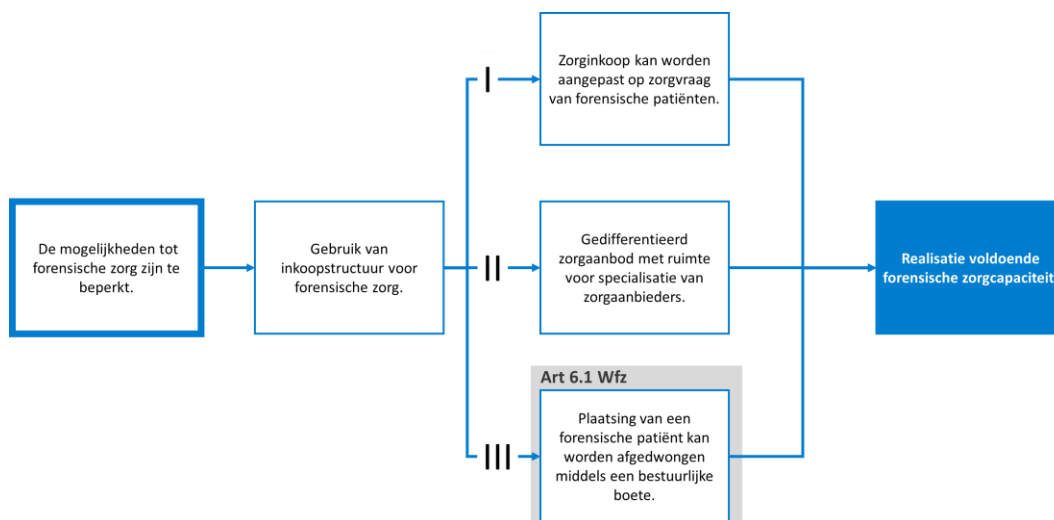 De mogelijkheden tot
forensische zorg zijn te
beperkt.
Gebruik van
inkoopstructuur voor
forensische zorg.
I
Zorginkoop kan worden
aangepast op zorgvraag
van forensische patiënten.
II
Gedifferentieerd
zorgaanbod met ruimte
voor specialisatie van
zorgaanbieders.
III
Art 6.1 Wfz
Plaatsing van een
forensische patiënt kan
worden afgedwongen
middels een bestuurlijke
boete.
Realisatie voldoende
forensische zorgcapaciteit